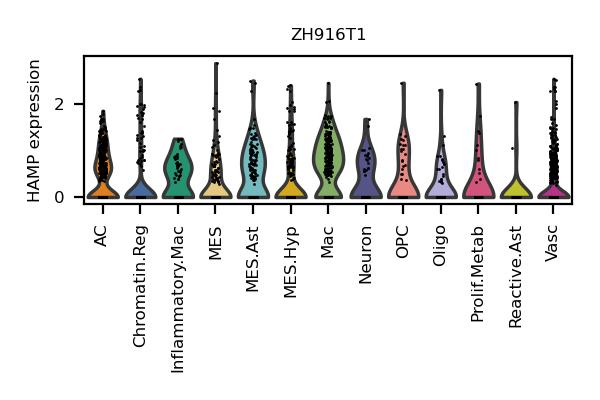 ZH916T1
HAMP expression
2
0
AC
Chromatin.Reg
Inflammatory.Mac
MES
MES.Ast
MES.Hyp
Mac
Neuron
OPC
Oligo
Prolif.Metab
Reactive.Ast
Vasc